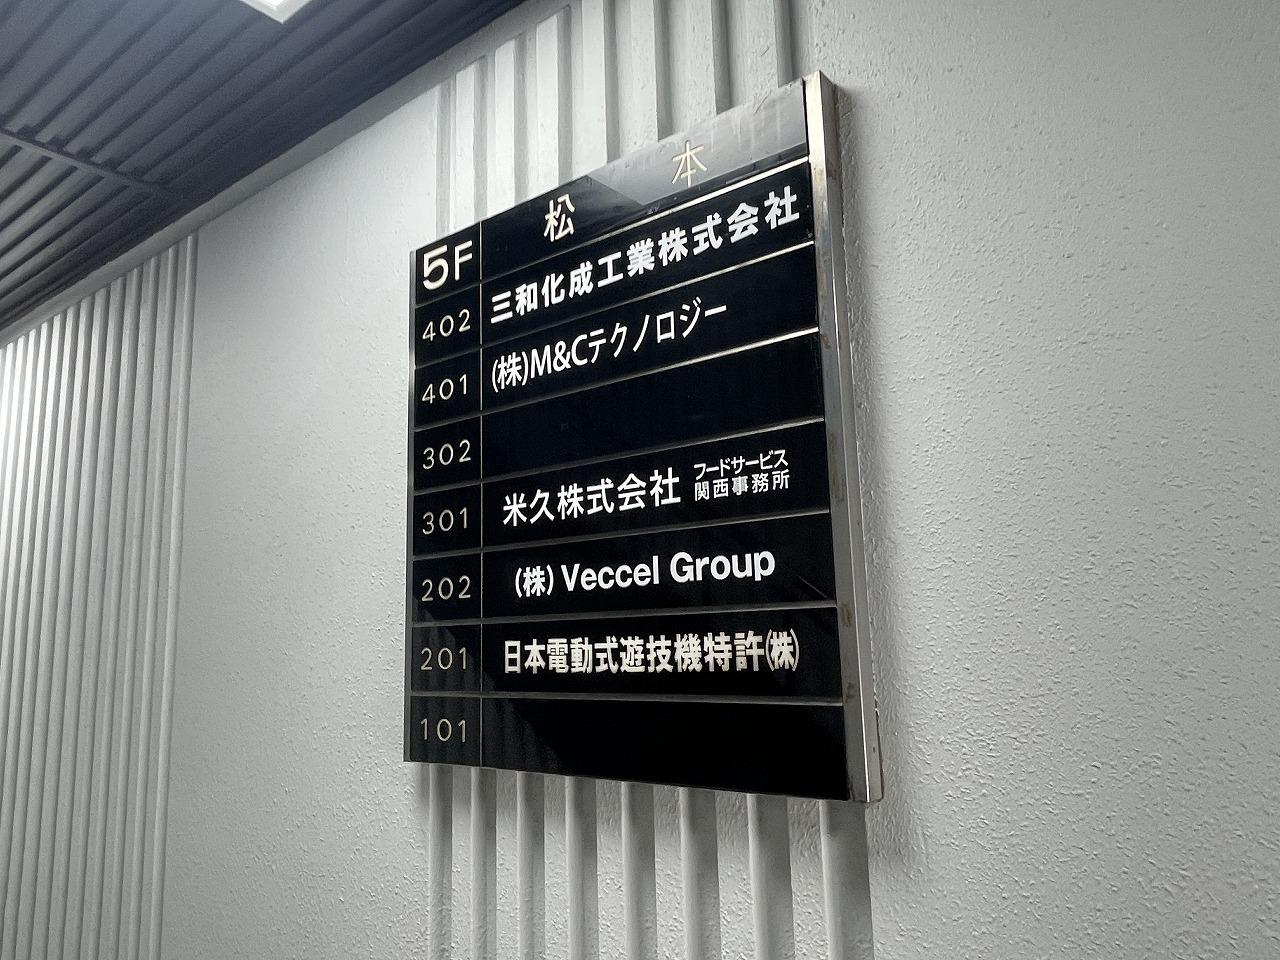 5F 松 本
402 三和化成工業株式会社
401 (株)M&Cテクノロジー
302
301 米久株式会社 フードサービス
関西事務所
202 (株) Veccel Group
201 日本電動式遊技機特許(株)
101